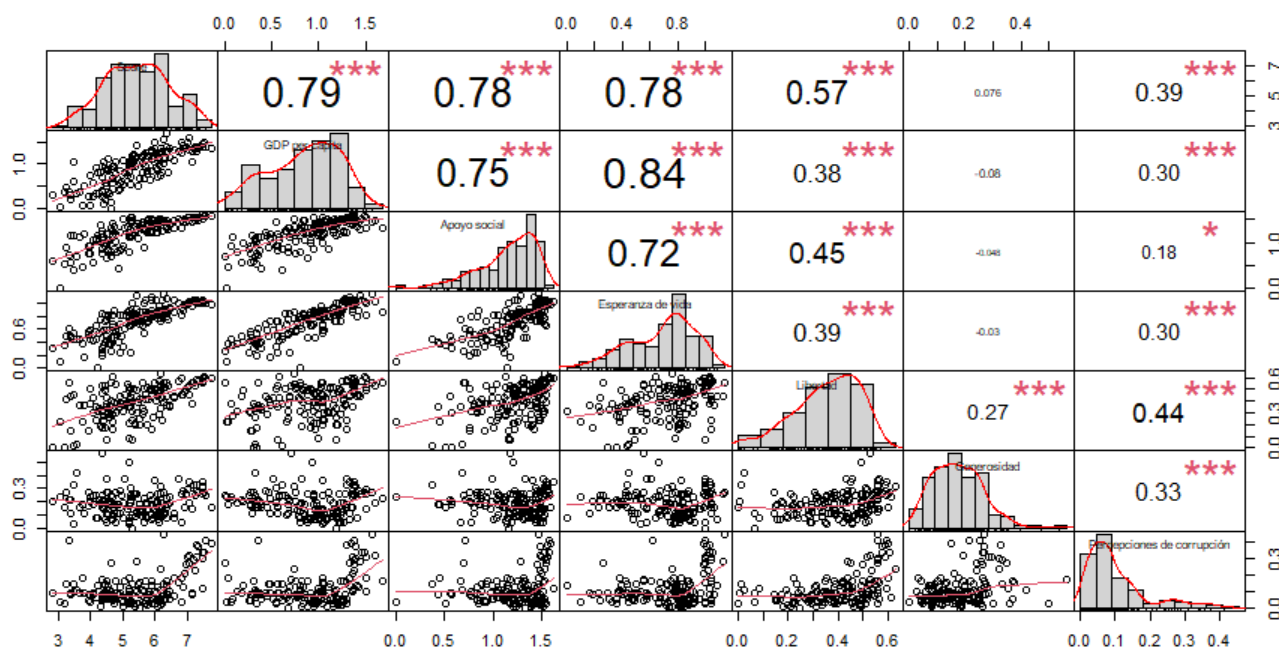 0.0 0.5 1.0 1.5 0.0 0.4 0.8 0.0 0.2 0.4
Score 0.79 *** 0.78 *** 0.78 *** 0.57 *** 0.076 0.39 *** 3 5 7
0.0 1.0 GDP per cápita 0.75 *** 0.84 *** 0.38 *** -0.08 0.30 ***
Apoyo social 0.72 *** 0.45 *** -0.048 0.18 * 0.0 1.0
0.0 0.6 Esperanza de vida 0.39 *** -0.03 0.30 ***
Libertad 0.27 *** 0.44 *** 0.0 0.3 0.6
0.0 0.3 Generosidad 0.33 ***
Percepciones de corrupción 0.0 0.3
3 4 5 6 7 0.0 0.5 1.0 1.5 0.0 0.2 0.4 0.6 0.0 0.1 0.2 0.3 0.4